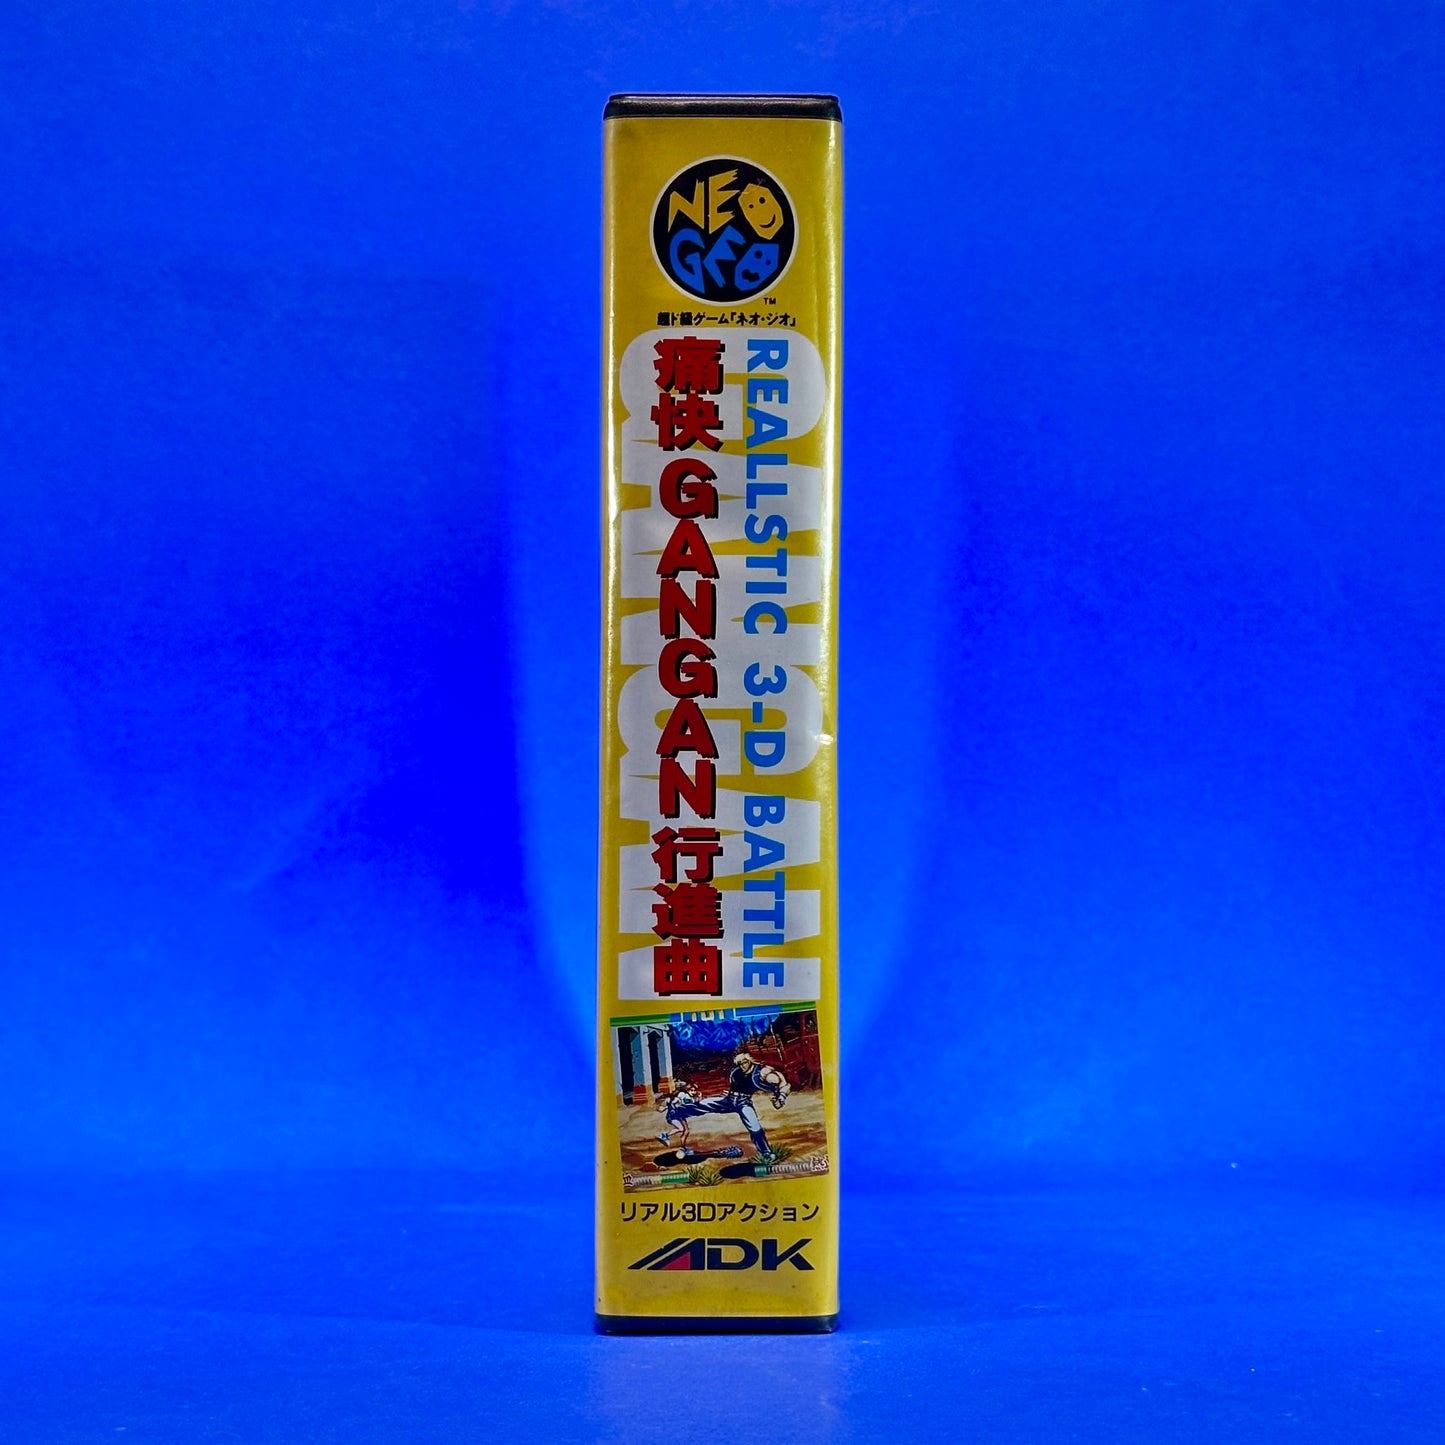 NEO
GEO
TM
超ド級ゲーム「ネオ・ジオ」
REALLSTIC 3-D BATTLE
痛快GANGAN行進曲
リアル3Dアクション
ADK